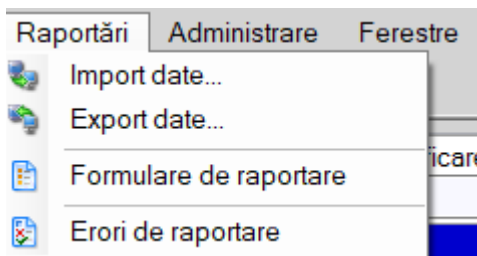 Raportări Administrare Ferestre
Import date...
Export date...
Formulare de raportare
Erori de raportare